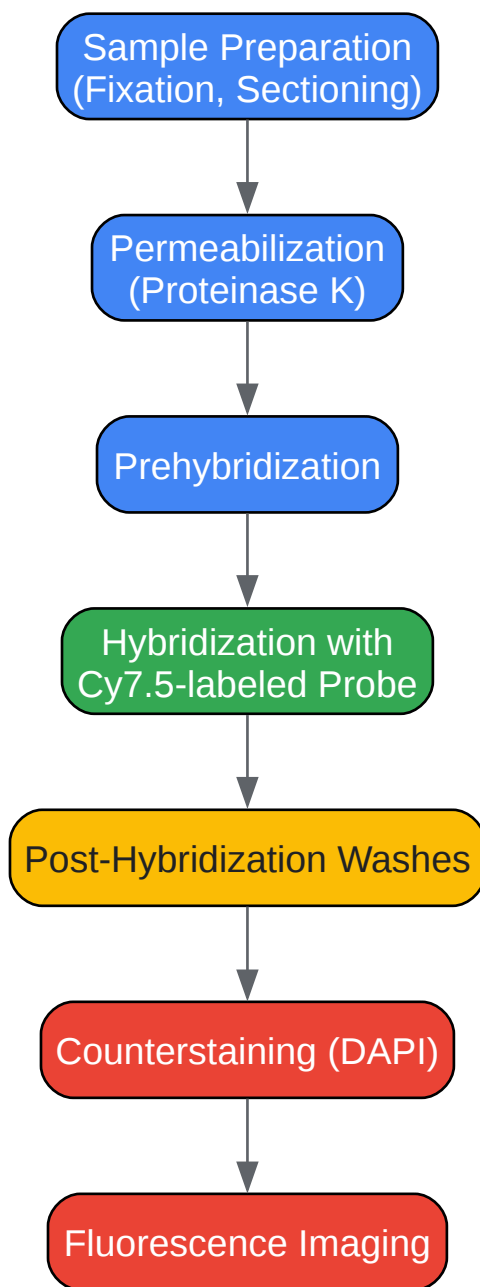 Sample Preparation
(Fixation, Sectioning)
Permeabilization
(Proteinase K)
Prehybridization
Hybridization with
Cy7.5-labeled Probe
Post-Hybridization Washes
Counterstaining (DAPI)
Fluorescence Imaging